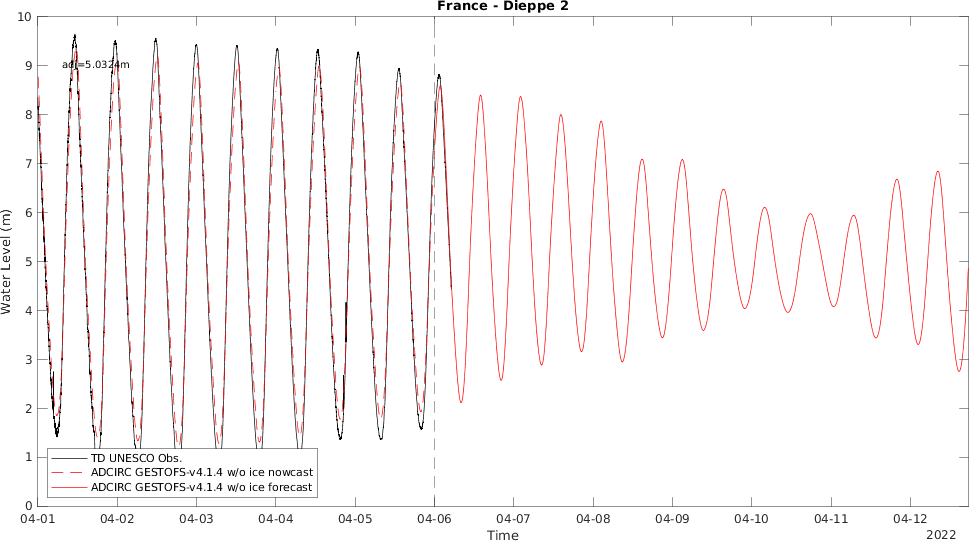 France - Dieppe 2
10
9
8
7
6
5
4
3
2
1
0
Water Level (m)
adj=5.0324m
TD UNESCO Obs.
ADCIRC GESTOFS-v4.1.4 w/o ice nowcast
ADCIRC GESTOFS-v4.1.4 w/o ice forecast
04-01 04-02 04-03 04-04 04-05 04-06 04-07 04-08 04-09 04-10 04-11 04-12
Time
2022